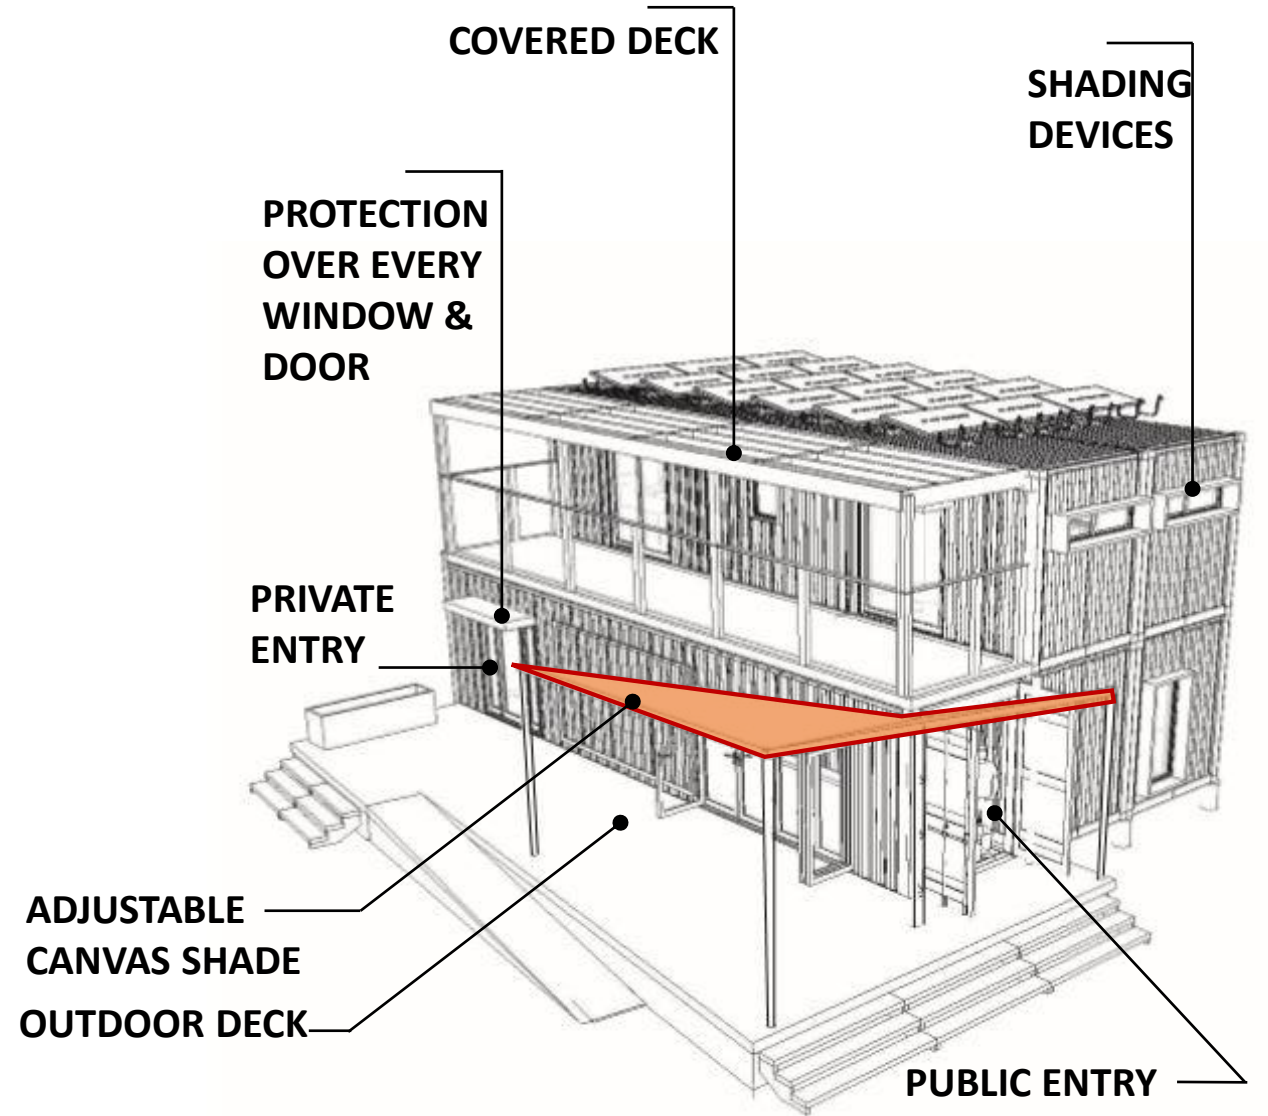 COVERED DECK
SHADING
DEVICES
PROTECTION
OVER EVERY
WINDOW &
DOOR
PRIVATE
ENTRY
ADJUSTABLE
CANVAS SHADE
OUTDOOR DECK
PUBLIC ENTRY